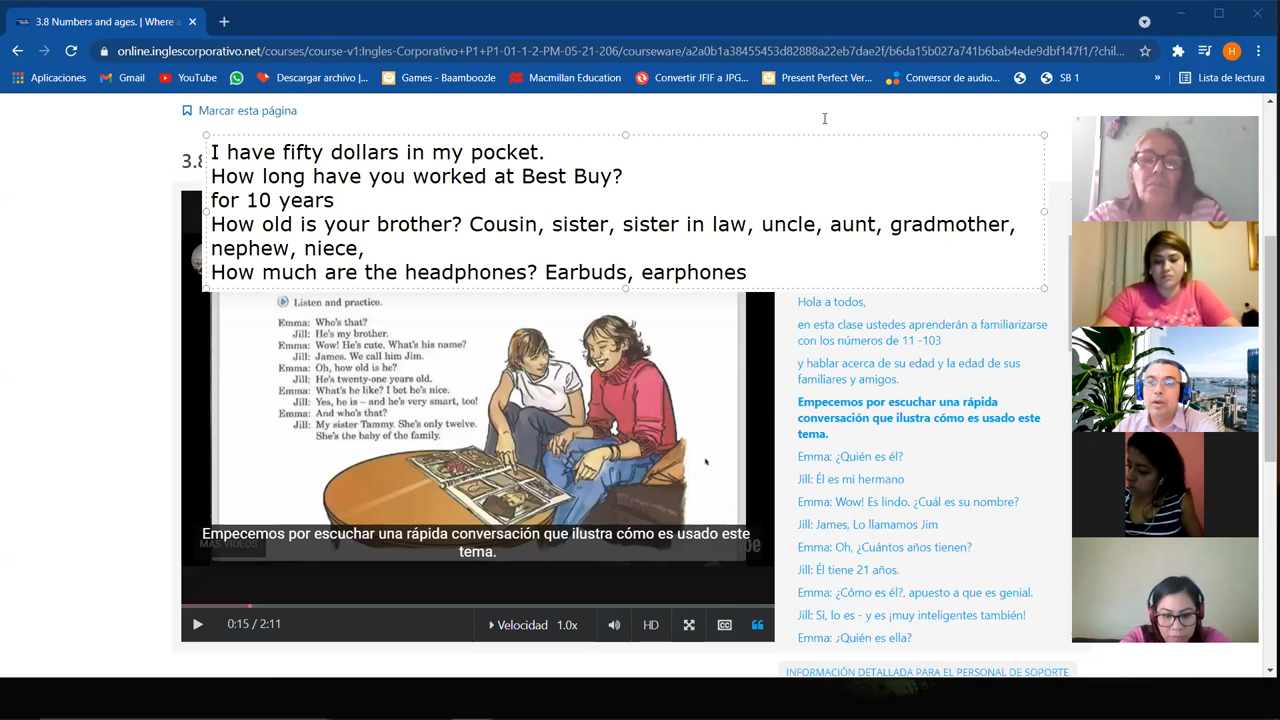 3.8 Numbers and ages. | Where a
online.inglescorporativo.net/courses/course-v1:Ingles-Corporativo+P1+P1-01-1-2-PM-05-21-206/courseware/a2a0b1a38455453d82888a22eb7dae2f/b6da15b027a741b6bab4ede9dbf147f1/?chil...
H
Aplicaciones Gmail YouTube Descargar archivo |... Games - Baamboozle Macmillan Education Convertir JFIF a JPG... Present Perfect Ver... Conversor de audio... SB 1 » Lista de lectura
Marcar esta página
3.8
I have fifty dollars in my pocket.
How long have you worked at Best Buy?
for 10 years
How old is your brother? Cousin, sister, sister in law, uncle, aunt, gradmother,
nephew, niece,
How much are the headphones? Earbuds, earphones
Listen and practice.
Emma: Who's that?
Jill: He's my brother.
Emma: Wow! He's cute. What's his name?
Jill: James. We call him Jim.
Emma: Oh, how old is he?
Jill: He's twenty-one years old.
Emma: What's he like? I bet he's nice.
Jill: Yes, he is – and he's very smart, too!
Emma: And who's that?
Jill: My sister Tammy. She's only twelve.
She's the baby of the family.
Empecemos por escuchar una rápida conversación que ilustra cómo es usado este
tema.
MÁS VÍDEOS
0:15 / 2:11
Velocidad 1.0x
HD
Hola a todos,
en esta clase ustedes aprenderán a familiarizarse
con los números de 11 -103
y hablar acerca de su edad y la edad de sus
familiares y amigos.
Empecemos por escuchar una rápida
conversación que ilustra cómo es usado este
tema.
Emma: ¿Quién es él?
Jill: Él es mi hermano
Emma: Wow! Es lindo. ¿Cuál es su nombre?
Jill: James, Lo llamamos Jim
Emma: Oh, ¿Cuántos años tienen?
Jill: Él tiene 21 años.
Emma: ¿Cómo es él?, apuesto a que es genial.
Jill: Si, lo es - y es ¡muy inteligentes también!
Emma: ¿Quién es ella?
INFORMACIÓN DETALLADA PARA EL PERSONAL DE SOPORTE